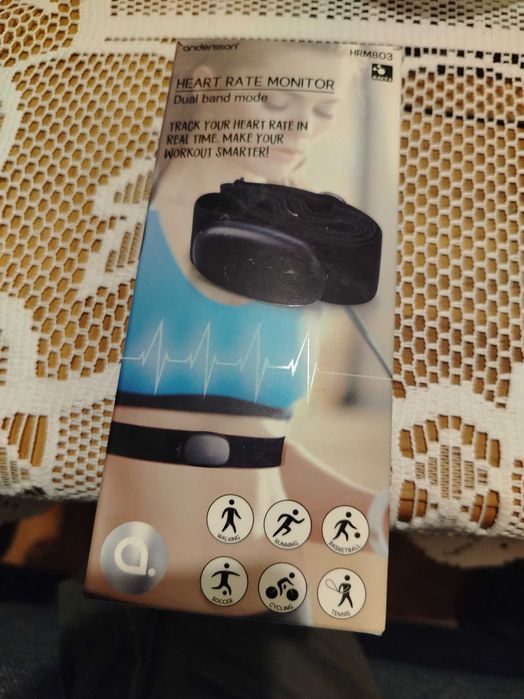 andersson
HRM803
HEART RATE MONITOR
Dual band mode
ANT+
TRACK YOUR HEART RATE IN
REAL TIME. MAKE YOUR
WORKOUT SMARTER!
WALKING
RUNNING
BASKETBALL
a.
SOCCER
CYCLING
TENNIS